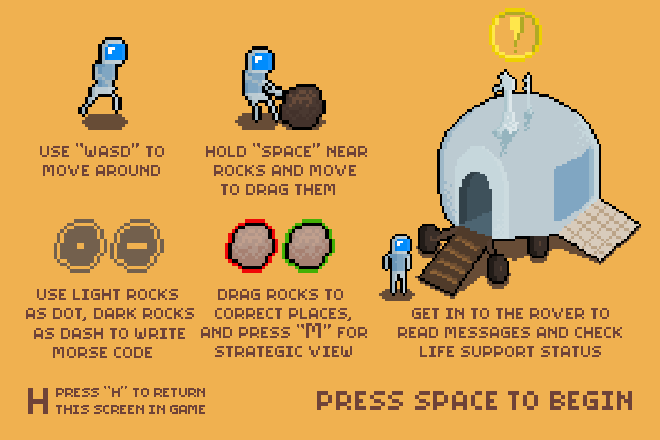 USE "WASD" TO
MOVE AROUND
HOLD "SPACE" NEAR
ROCKS AND MOVE
TO DRAG THEM
USE LIGHT ROCKS
AS DOT, DARK ROCKS
AS DASH TO WRITE
MORSE CODE
DRAG ROCKS TO
CORRECT PLACES,
AND PRESS "M" FOR
STRATEGIC VIEW
GET IN TO THE ROVER TO
READ MESSAGES AND CHECK
LIFE SUPPORT STATUS
H PRESS "H" TO RETURN
THIS SCREEN IN GAME
PRESS SPACE TO BEGIN